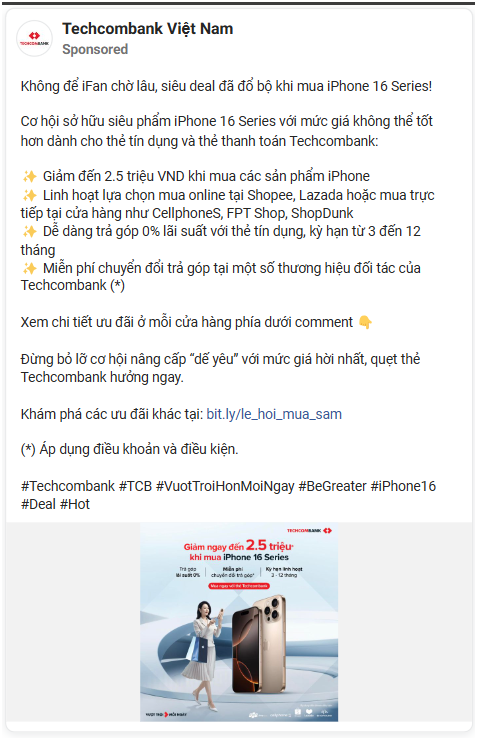 Techcombank Việt Nam
Sponsored
TECHCOMBANK
Không để iFan chờ lâu, siêu deal đã đổ bộ khi mua iPhone 16 Series!
Cơ hội sở hữu siêu phẩm iPhone 16 Series với mức giá không thể tốt
hơn dành cho thẻ tín dụng và thẻ thanh toán Techcombank:
✨ Giảm đến 2.5 triệu VND khi mua các sản phẩm iPhone
✨ Linh hoạt lựa chọn mua online tại Shopee, Lazada hoặc mua trực
tiếp tại cửa hàng như CellphoneS, FPT Shop, ShopDunk
✨ Dễ dàng trả góp 0% lãi suất với thẻ tín dụng, kỳ hạn từ 3 đến 12
tháng
✨ Miễn phí chuyển đổi trả góp tại một số thương hiệu đối tác của
Techcombank (*)
Xem chi tiết ưu đãi ở mỗi cửa hàng phía dưới comment 👇
Đừng bỏ lỡ cơ hội nâng cấp “dế yêu” với mức giá hời nhất, quẹt thẻ
Techcombank hưởng ngay.
Khám phá các ưu đãi khác tại: bit.ly/le_hoi_mua_sam
(*) Áp dụng điều khoản và điều kiện.
#Techcombank #TCB #VuotTroiHonMoiNgay #BeGreater #iPhone16
#Deal #Hot
TECHCOMBANK
Giảm ngay đến 2.5 triệu*
khi mua iPhone 16 Series
Trả góp
lãi suất 0%
Miễn phí
chuyển đổi trả góp*
Kỳ hạn linh hoạt
3 - 12 tháng
Mua ngay với thẻ Techcombank
VƯỢT TRỘI HƠN MỖI NGÀY